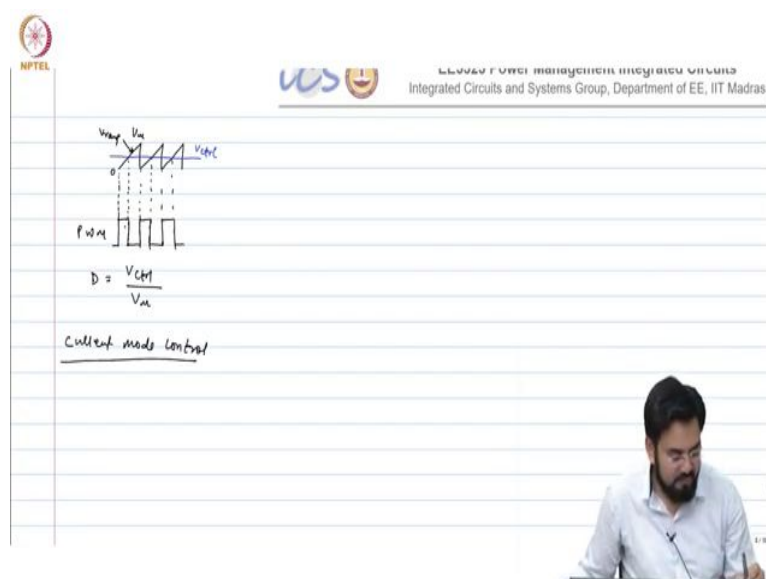 NPTEL
EE5325 Power Management Integrated Circuits
Integrated Circuits and Systems Group, Department of EE, IIT Madras
Vramp Vm
Vctrl
0
PWM
D = Vctrl
Vm
Current mode control